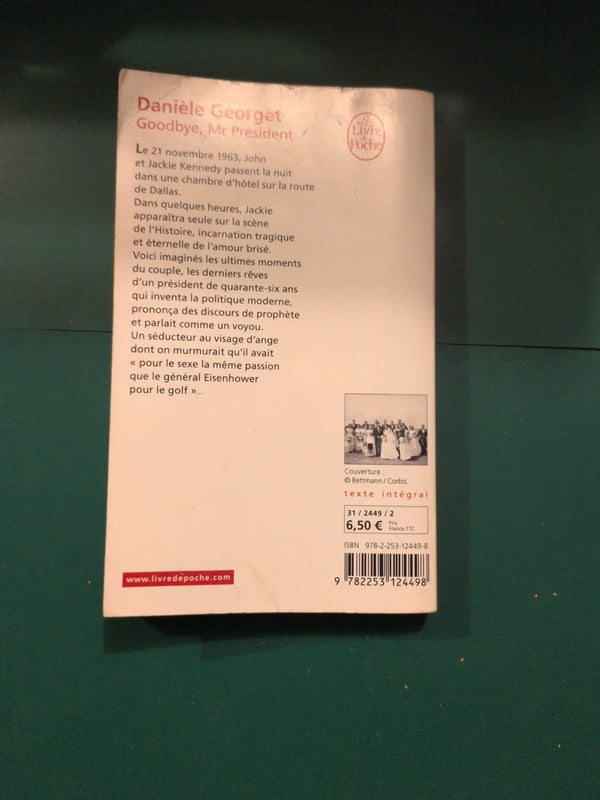 Danièle Georget
Goodbye, Mr President
Le Livre de Poche
Le 21 novembre 1963, John
et Jackie Kennedy passent la nuit
dans une chambre d'hôtel sur la route
de Dallas.
Dans quelques heures, Jackie
apparaîtra seule sur la scène
de l'Histoire, incarnation tragique
et éternelle de l'amour brisé.
Voici imaginés les ultimes moments
du couple, les derniers rêves
d'un président de quarante-six ans
qui inventa la politique moderne,
prononça des discours de prophète
et parlait comme un voyou.
Un séducteur au visage d'ange
dont on murmurait qu'il avait
« pour le sexe la même passion
que le général Eisenhower
pour le golf »...
Couverture :
© Bettmann / Corbis.
texte intégral
31 / 2449 / 2
6,50 € Prix
France TTC
ISBN 978-2-253-12449-8
9 782253 124498
www.livredepoche.com